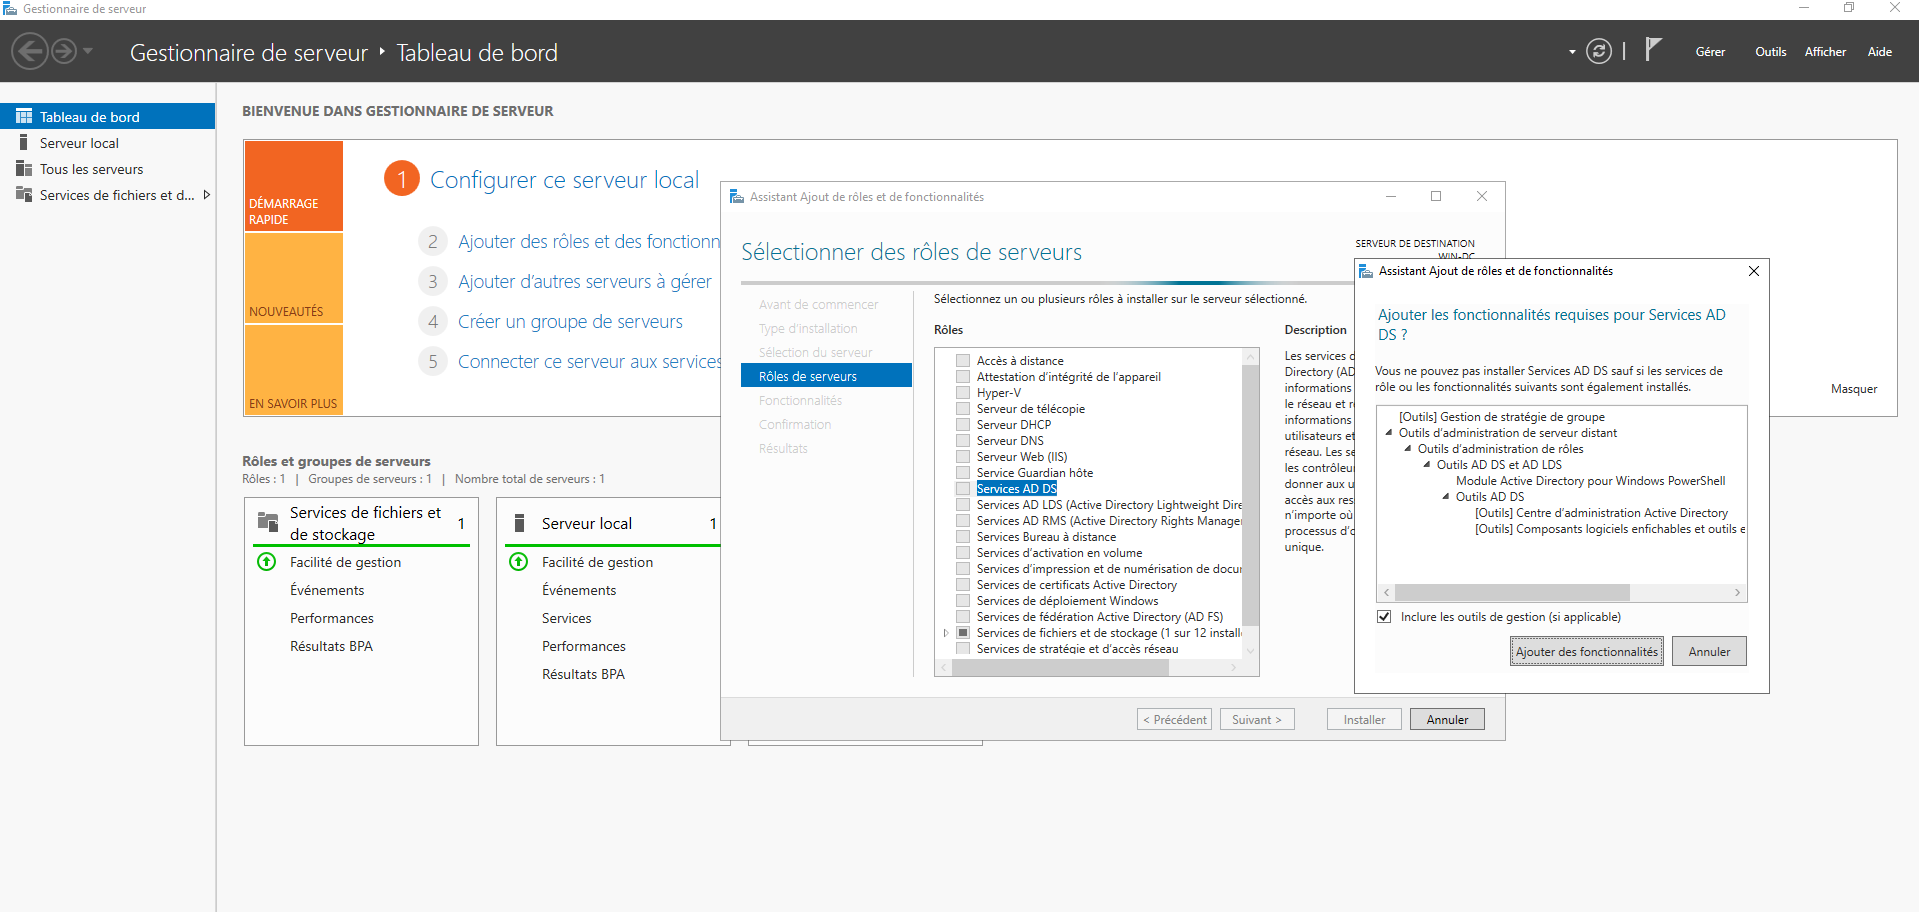 Gestionnaire de serveur
Gestionnaire de serveur ‣ Tableau de bord
Gérer
Outils
Afficher
Aide
Tableau de bord
Serveur local
Tous les serveurs
Services de fichiers et d...
BIENVENUE DANS GESTIONNAIRE DE SERVEUR
DÉMARRAGE
RAPIDE
NOUVEAUTÉS
EN SAVOIR PLUS
1 Configurer ce serveur local
2 Ajouter des rôles et des fonctionn
3 Ajouter d'autres serveurs à gérer
4 Créer un groupe de serveurs
5 Connecter ce serveur aux services
Masquer
Rôles et groupes de serveurs
Rôles : 1 | Groupes de serveurs : 1 | Nombre total de serveurs : 1
Services de fichiers et
de stockage
1
Facilité de gestion
Événements
Performances
Résultats BPA
Serveur local
1
Facilité de gestion
Événements
Services
Performances
Résultats BPA
Assistant Ajout de rôles et de fonctionnalités
Sélectionner des rôles de serveurs
SERVEUR DE DESTINATION
WIN-DC
Avant de commencer
Type d'installation
Sélection du serveur
Rôles de serveurs
Fonctionnalités
Confirmation
Résultats
Sélectionnez un ou plusieurs rôles à installer sur le serveur sélectionné.
Rôles
Accès à distance
Attestation d'intégrité de l'appareil
Hyper-V
Serveur de télécopie
Serveur DHCP
Serveur DNS
Serveur Web (IIS)
Service Guardian hôte
Services AD DS
Services AD LDS (Active Directory Lightweight Dire
Services AD RMS (Active Directory Rights Manager
Services Bureau à distance
Services d'activation en volume
Services d'impression et de numérisation de docu
Services de certificats Active Directory
Services de déploiement Windows
Services de fédération Active Directory (AD FS)
Services de fichiers et de stockage (1 sur 12 install
Services de stratégie et d'accès réseau
Description
Les services d
Directory (AD
informations
le réseau et r
informations
utilisateurs et
réseau. Les se
les contrôleu
donner aux u
accès aux res
n'importe où
processus d'o
unique.
< Précédent
Suivant >
Installer
Annuler
Assistant Ajout de rôles et de fonctionnalités
Ajouter les fonctionnalités requises pour Services AD
DS ?
Vous ne pouvez pas installer Services AD DS sauf si les services de
rôle ou les fonctionnalités suivants sont également installés.
[Outils] Gestion de stratégie de groupe
Outils d'administration de serveur distant
Outils d'administration de rôles
Outils AD DS et AD LDS
Module Active Directory pour Windows PowerShell
Outils AD DS
[Outils] Centre d'administration Active Directory
[Outils] Composants logiciels enfichables et outils e
Inclure les outils de gestion (si applicable)
Ajouter des fonctionnalités
Annuler